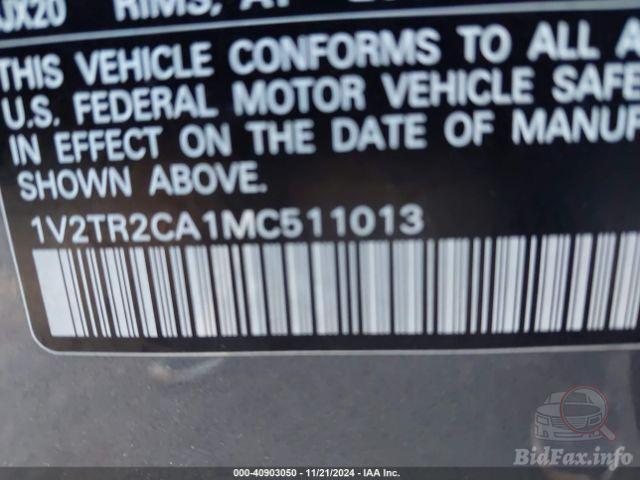 JX20 RIMS, A
THIS VEHICLE CONFORMS TO ALL A
U.S. FEDERAL MOTOR VEHICLE SAFE
IN EFFECT ON THE DATE OF MANUF
SHOWN ABOVE.
1V2TR2CA1MC511013
BidFax.info
000-40903050 - 11/21/2024 - IAA Inc.